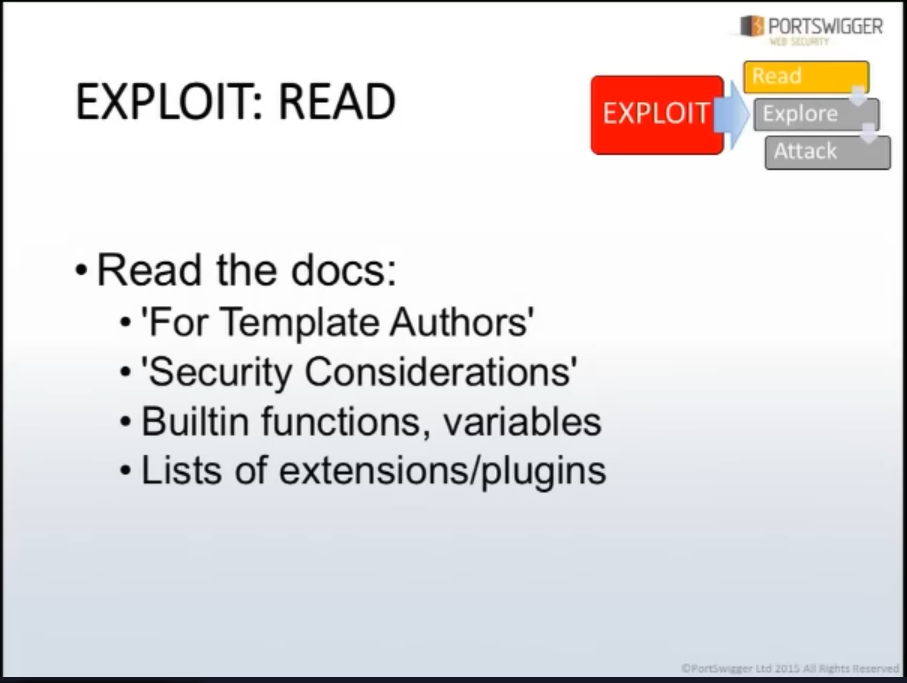 PORTSWIGGER
WEB SECURITY
EXPLOIT: READ
EXPLOIT
Read
Explore
Attack
• Read the docs:
• 'For Template Authors'
• 'Security Considerations'
• Builtin functions, variables
• Lists of extensions/plugins
©PortSwigger Ltd 2015 All Rights Reserved